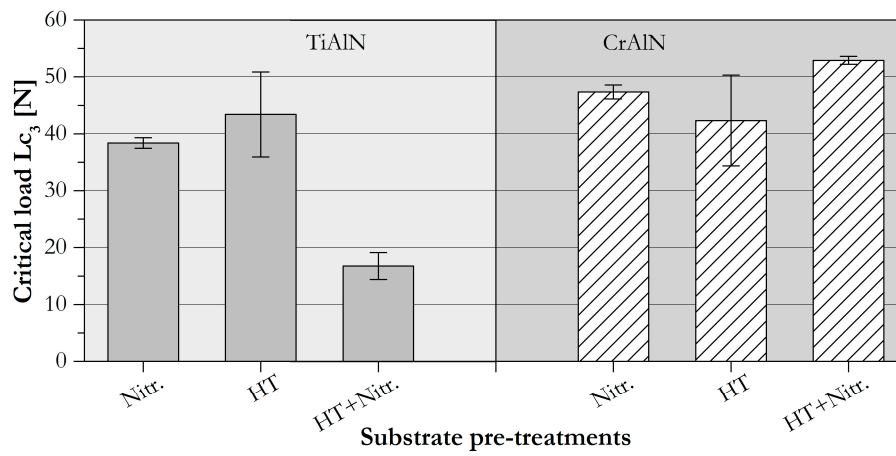 TiAlN
CrAlN
Critical load Lc₃ [N]
60
50
40
30
20
10
0
Nitr.
HT
HT+Nitr.
Nitr.
HT
HT+Nitr.
Substrate pre-treatments